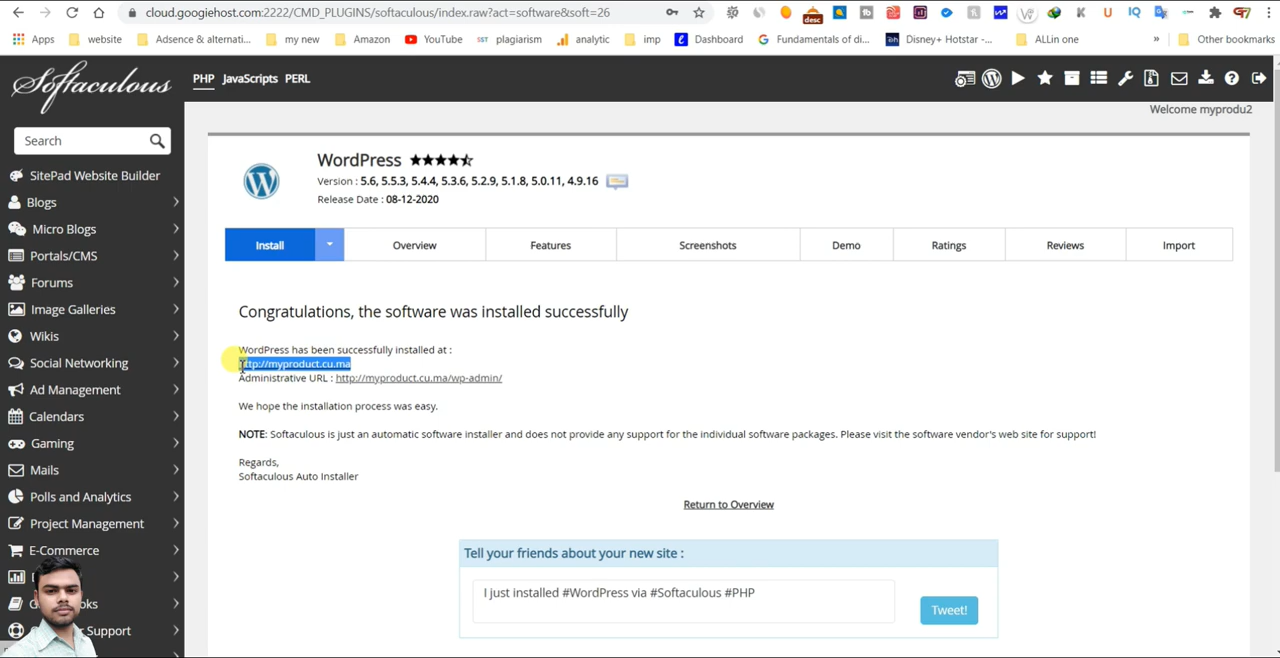 cloud.googiehost.com:2222/CMD_PLUGINS/softaculous/index.raw?act=software&soft=26
Apps website Adsence & alternati... my new Amazon YouTube SST plagiarism analytic imp Dashboard Fundamentals of di... Disney+ Hotstar -... ALLin one » Other bookmarks
Softaculous PHP JavaScripts PERL
Welcome myprodu2
Search
SitePad Website Builder
Blogs
Micro Blogs
Portals/CMS
Forums
Image Galleries
Wikis
Social Networking
Ad Management
Calendars
Gaming
Mails
Polls and Analytics
Project Management
E-Commerce
Support
WordPress
Version : 5.6, 5.5.3, 5.4.4, 5.3.6, 5.2.9, 5.1.8, 5.0.11, 4.9.16
Release Date : 08-12-2020
Install Overview Features Screenshots Demo Ratings Reviews Import
Congratulations, the software was installed successfully
WordPress has been successfully installed at :
http://myproduct.cu.ma
Administrative URL : http://myproduct.cu.ma/wp-admin/
We hope the installation process was easy.
NOTE: Softaculous is just an automatic software installer and does not provide any support for the individual software packages. Please visit the software vendor's web site for support!
Regards,
Softaculous Auto Installer
Return to Overview
Tell your friends about your new site :
I just installed #WordPress via #Softaculous #PHP
Tweet!